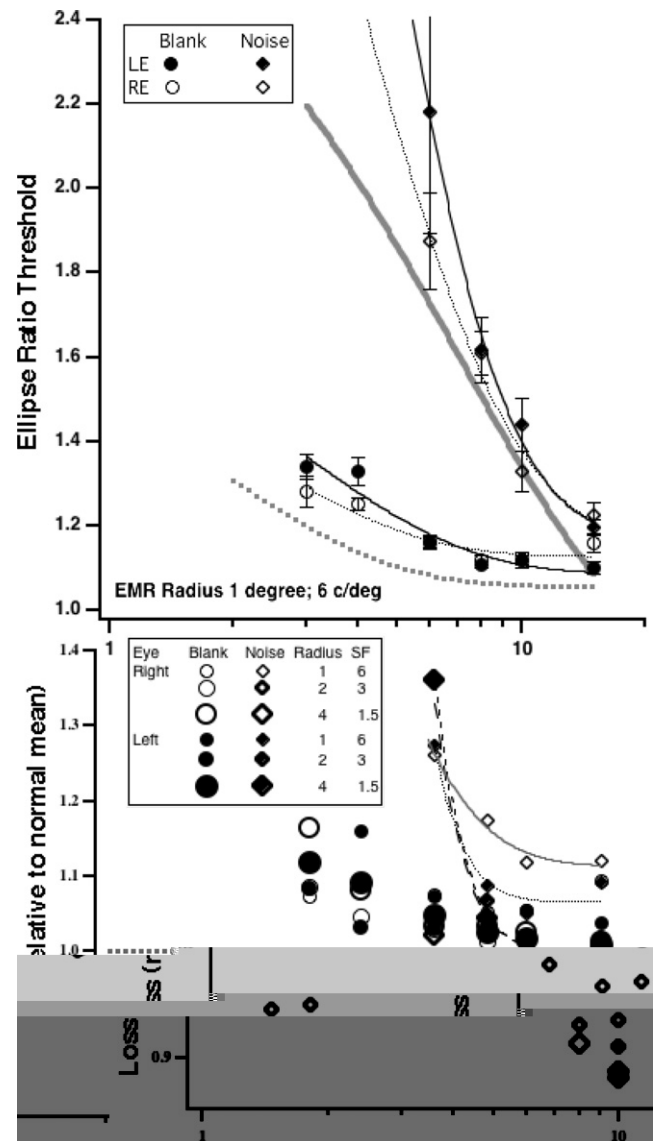 2.4
Blank Noise
LE
RE
2.2
2.0
1.8
1.6
1.4
1.2
1.0
Ellipse Ratio Threshold
EMR Radius 1 degree; 6 c/deg
1 10
1.4
Eye Blank Noise Radius SF
Right 1 6
2 3
4 1.5
Left 1 6
2 3
4 1.5
1.3
1.2
1.1
1.0
relative to normal mean)
Loss
0.9
1 10